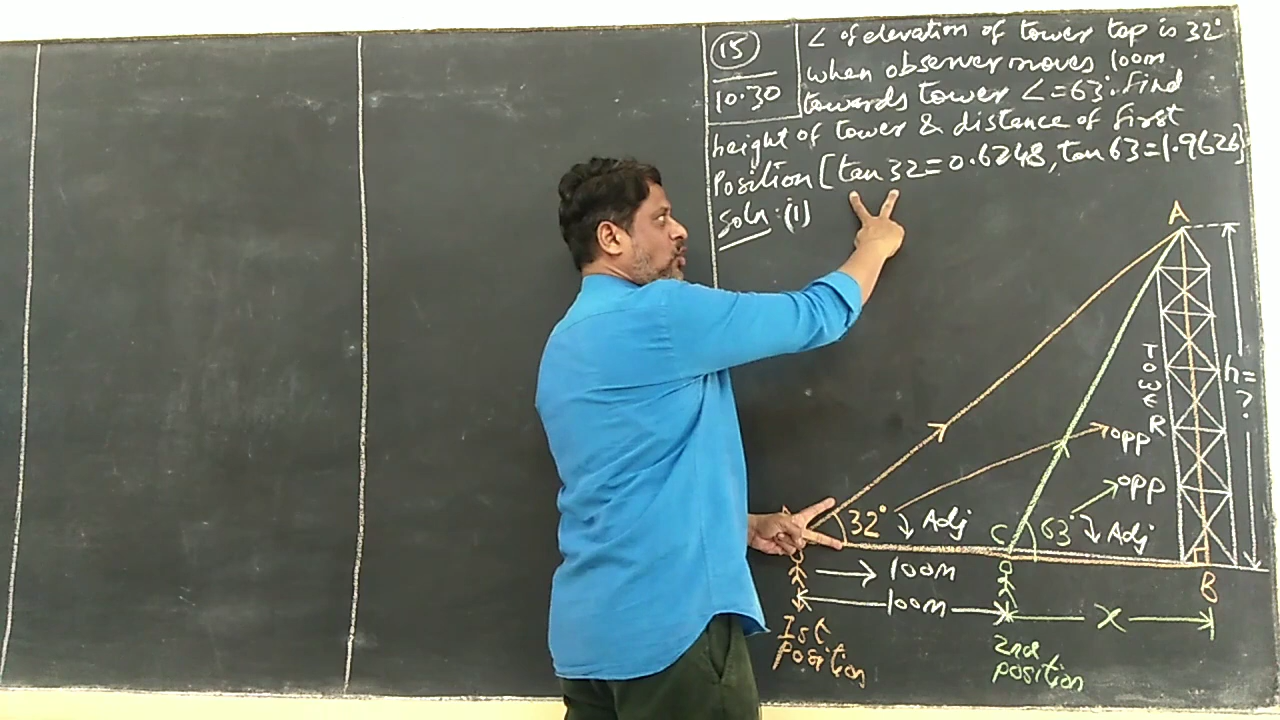 15
10.30
∠ of elevation of tower top is 32°
when observer moves 100m
towards tower ∠=63°. Find
height of tower & distance of first
Position [tan 32=0.6248, tan 63=1.9626]
Soln: (i)
A
TOWER
h=
?
opp
opp
32°
Adj
C
63°
Adj
B
100m
100m
x
Ist
Position
2nd
position